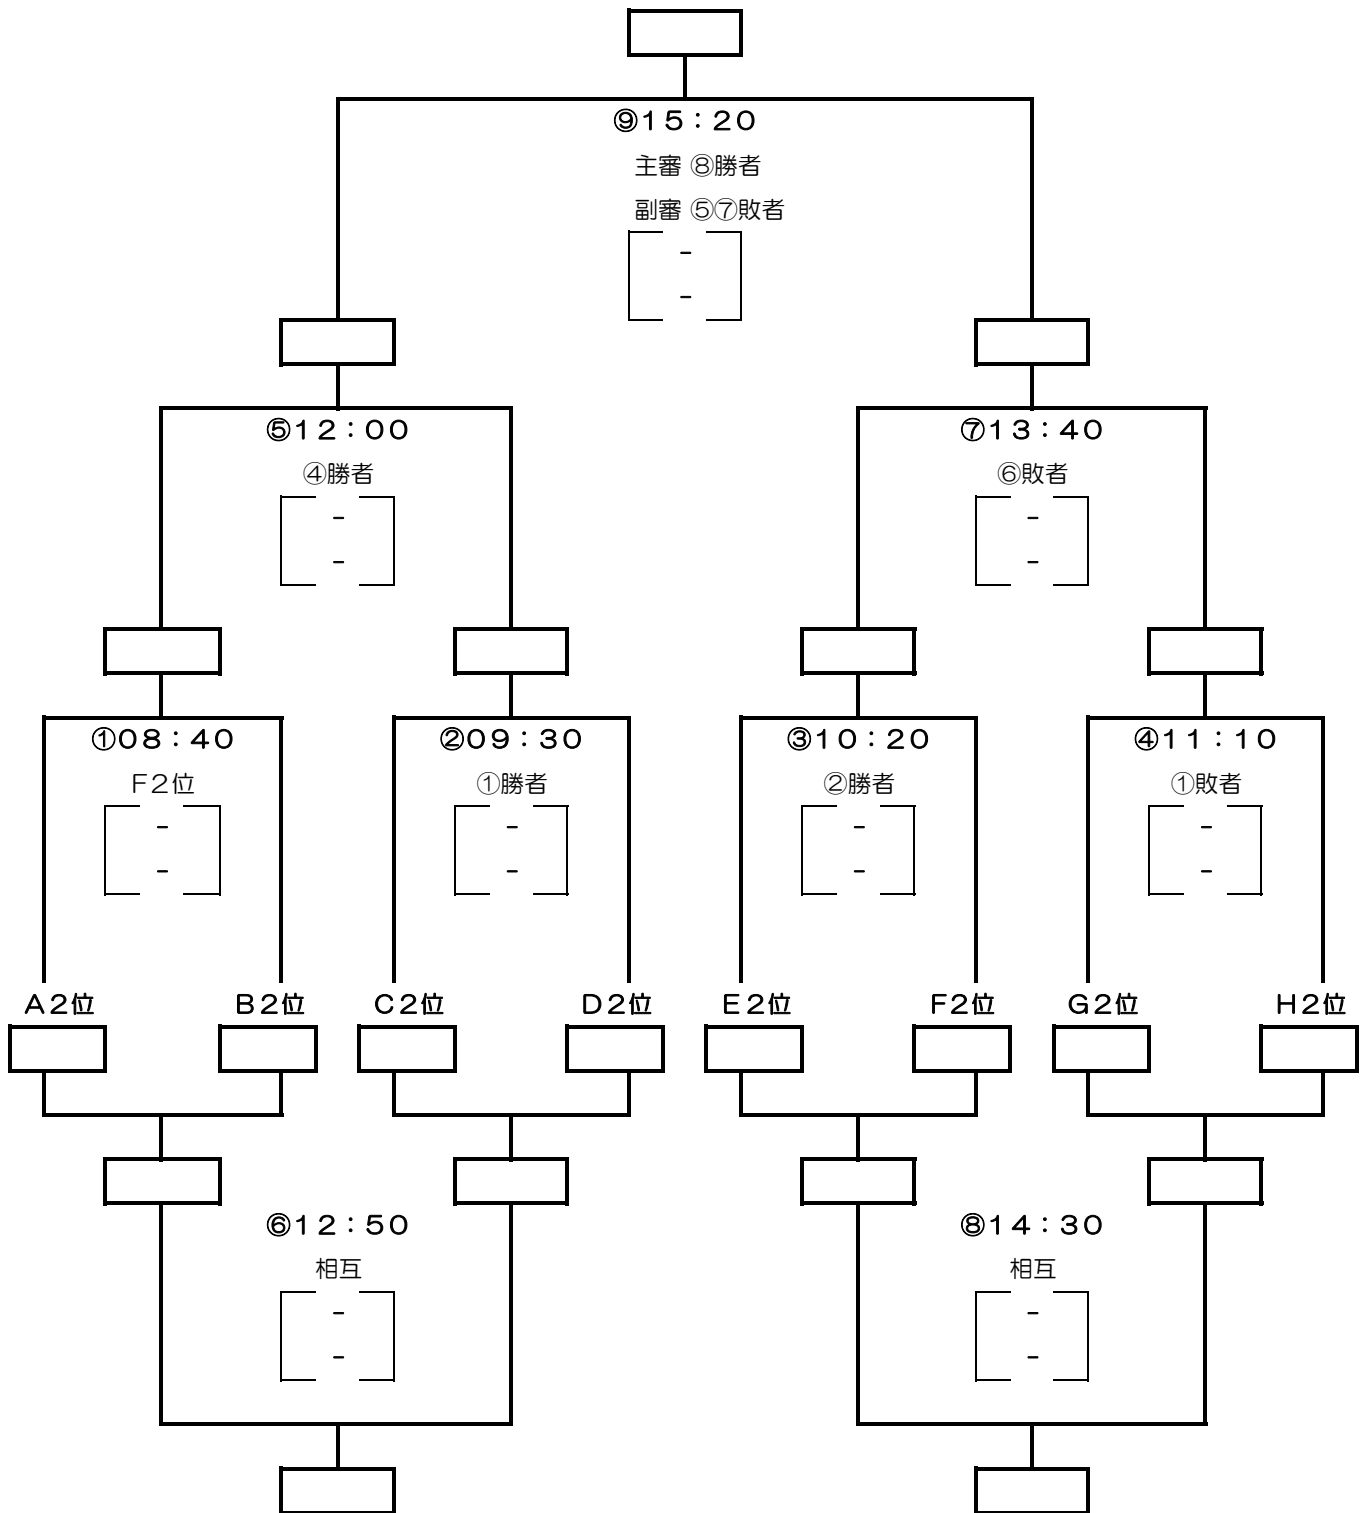 ⑨１５：２０
主審 ⑧勝者
副審 ⑤⑦敗者
-
-
⑤１２：００
⑦１３：４０
④勝者
⑥敗者
- -
- -
①０８：４０
②０９：３０
③１０：２０
④１１：１０
Ｆ２位
①勝者
②勝者
①敗者
- - - -
- - - -
Ａ２位
Ｂ２位
Ｃ２位
Ｄ２位
Ｅ２位
Ｆ２位
Ｇ２位
Ｈ２位
⑥１２：５０
⑧１４：３０
相互
相互
- -
- -